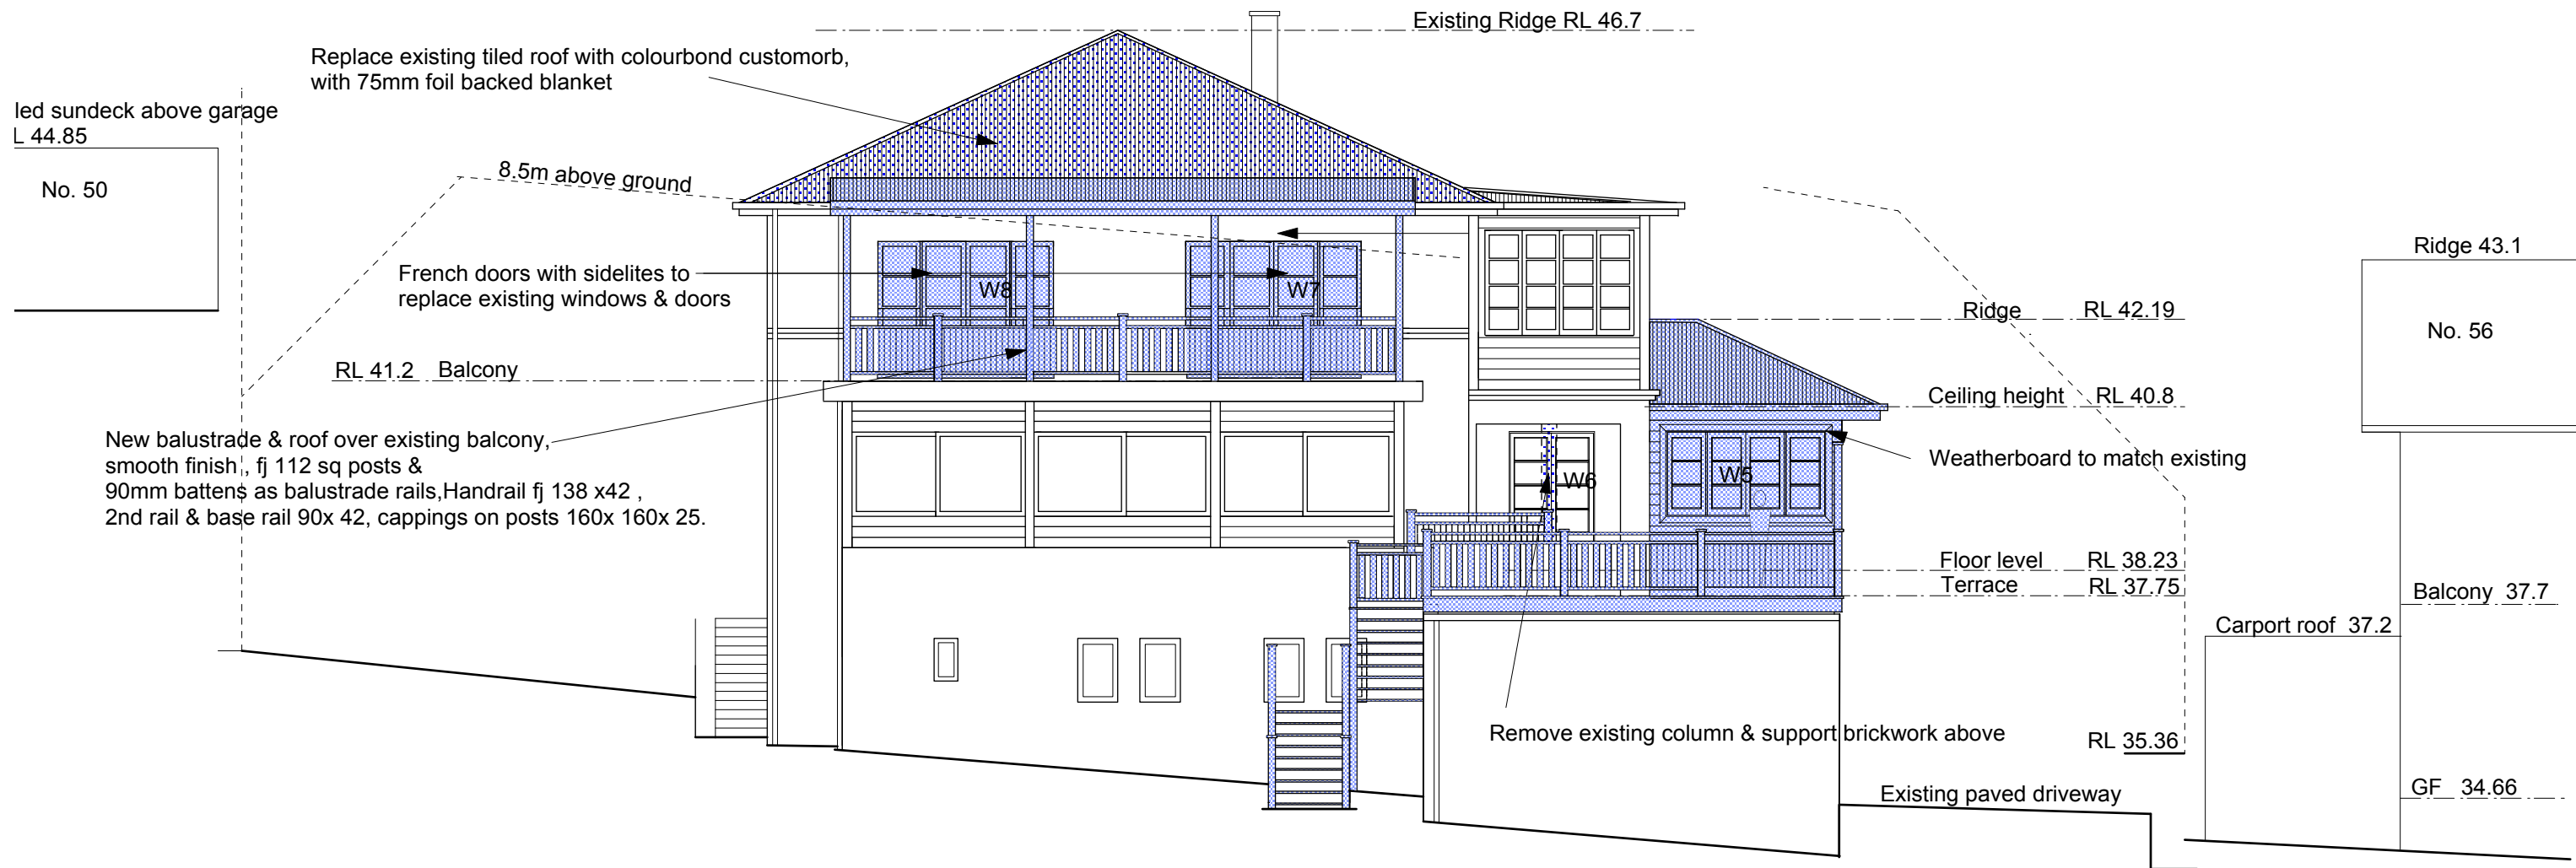 Existing Ridge RL 46.7
Replace existing tiled roof with colourbond customorb,
with 75mm foil backed blanket
led sundeck above garage
L 44.85
No. 50
8.5m above ground
Ridge 43.1
French doors with sidelites to
replace existing windows & doors
W8
W7
Ridge RL 42.19
No. 56
RL 41.2 Balcony
Ceiling height RL 40.8
New balustrade & roof over existing balcony,
smooth finish , fj 112 sq posts &
90mm battens as balustrade rails,Handrail fj 138 x42 ,
2nd rail & base rail 90x 42, cappings on posts 160x 160x 25.
Weatherboard to match existing
W6
W5
Floor level RL 38.23
Terrace RL 37.75
Balcony 37.7
Carport roof 37.2
Remove existing column & support brickwork above
RL 35.36
Existing paved driveway
GF 34.66